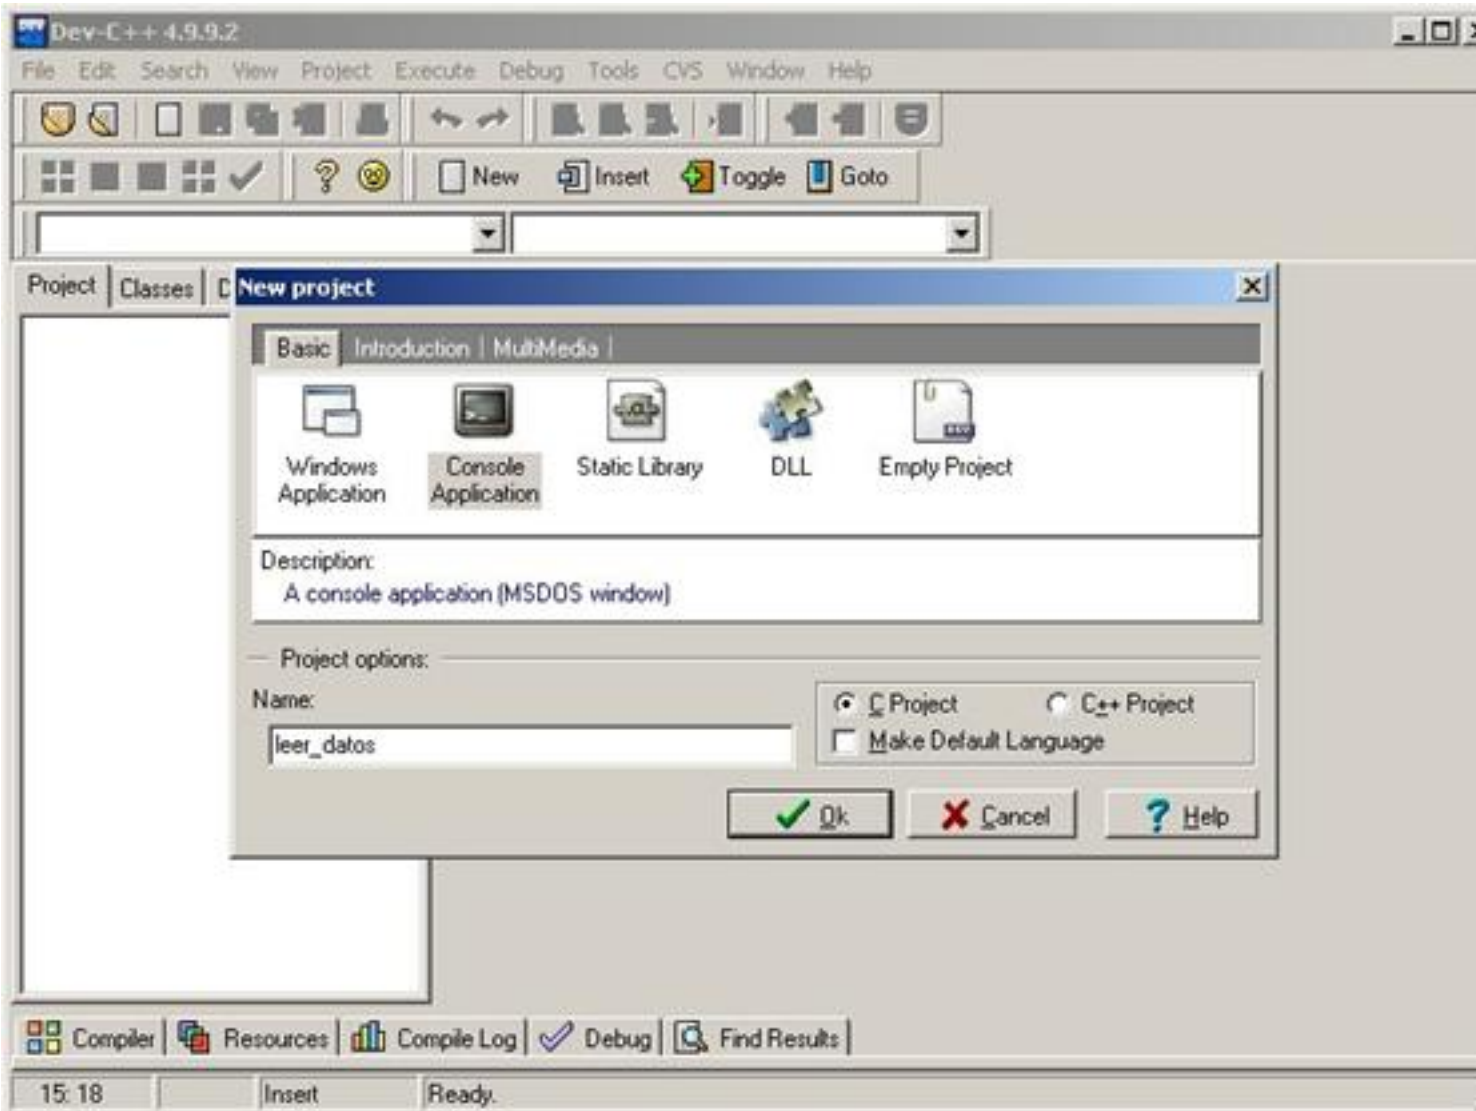 Dev-C++ 4.9.9.2
File Edit Search View Project Execute Debug Tools CVS Window Help
New Insert Toggle Goto
Project Classes D
New project
Basic Introduction MultiMedia
Windows Application
Console Application
Static Library
DLL
Empty Project
Description:
A console application (MSDOS window)
Project options:
Name:
leer_datos
C Project C++ Project
Make Default Language
Ok Cancel Help
Compiler Resources Compile Log Debug Find Results
15: 18 Insert Ready.